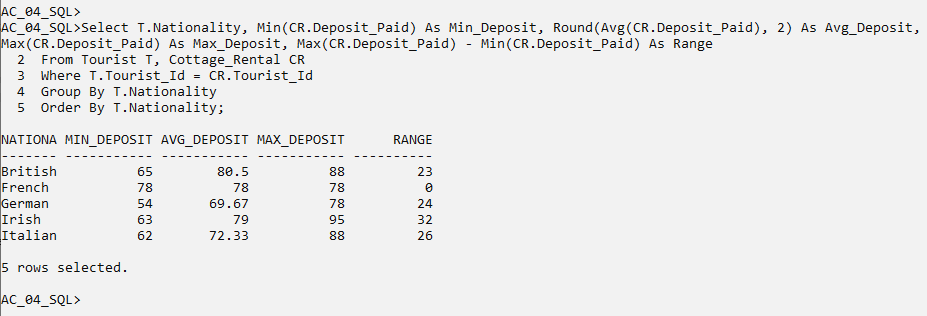 AC_04_SQL>
AC_04_SQL>Select T.Nationality, Min(CR.Deposit_Paid) As Min_Deposit, Round(Avg(CR.Deposit_Paid), 2) As Avg_Deposit,
Max(CR.Deposit_Paid) As Max_Deposit, Max(CR.Deposit_Paid) - Min(CR.Deposit_Paid) As Range
  2  From Tourist T, Cottage_Rental CR
  3  Where T.Tourist_Id = CR.Tourist_Id
  4  Group By T.Nationality
  5  Order By T.Nationality;

NATIONA MIN_DEPOSIT AVG_DEPOSIT MAX_DEPOSIT      RANGE
------- ----------- ----------- ----------- ----------
British          65        80.5          88         23
French           78          78          78          0
German           54       69.67          78         24
Irish            63          79          95         32
Italian          62       72.33          88         26

5 rows selected.

AC_04_SQL>